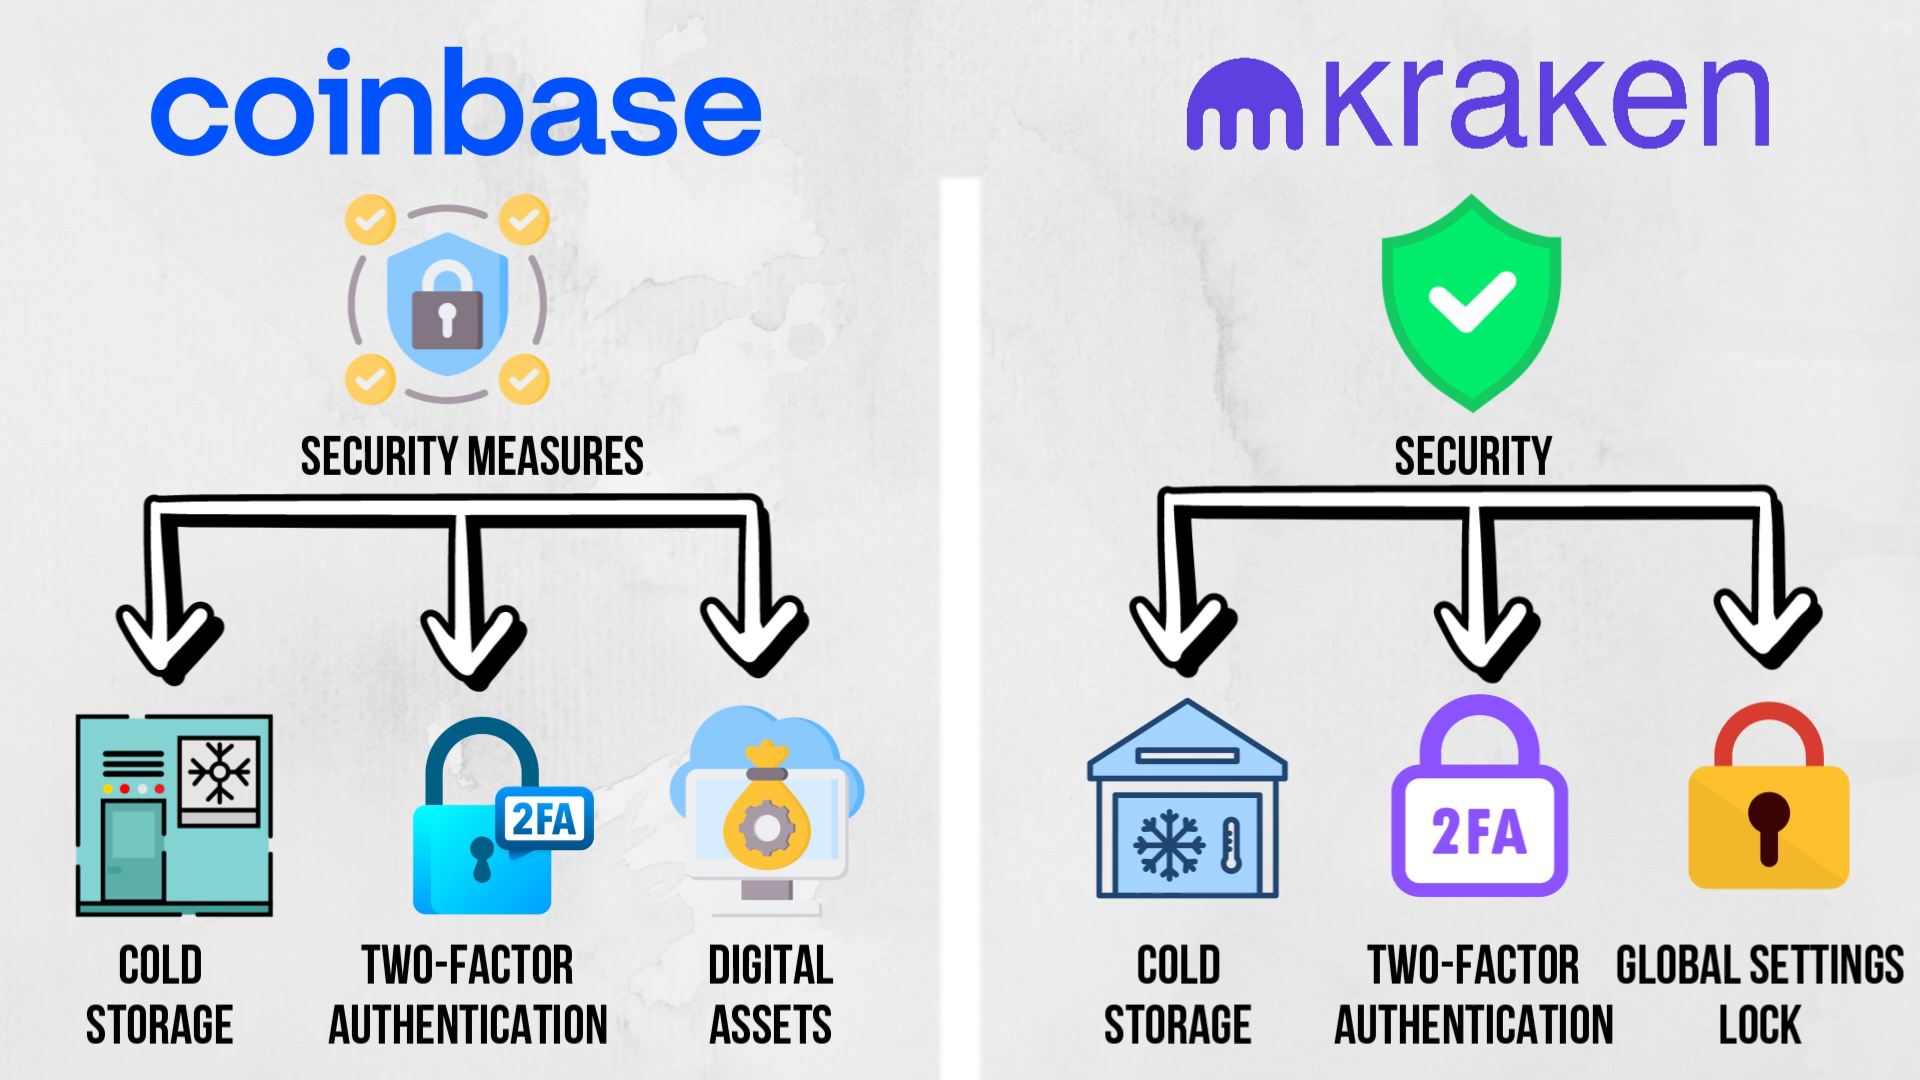 coinbase
SECURITY MEASURES
2FA
COLD
STORAGE
TWO-FACTOR
AUTHENTICATION
DIGITAL
ASSETS
kraken
SECURITY
2FA
COLD
STORAGE
TWO-FACTOR
AUTHENTICATION
GLOBAL SETTINGS
LOCK